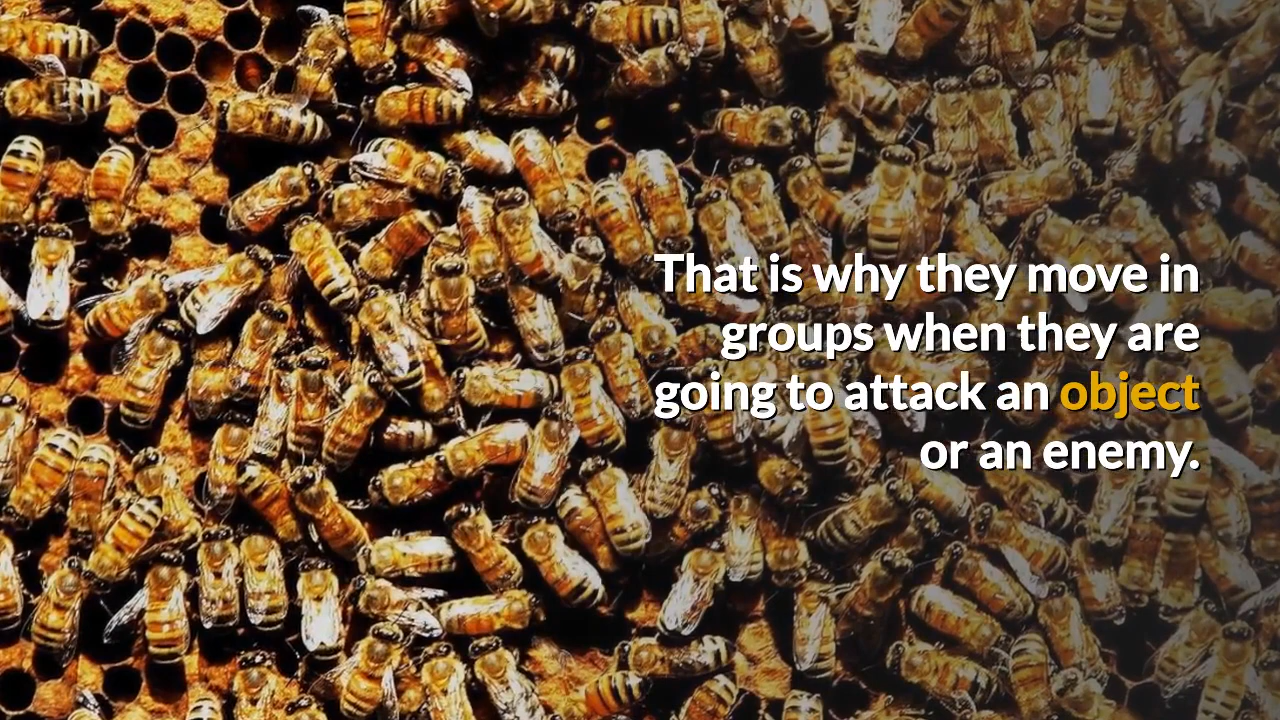 That is why they move in
groups when they are
going to attack an object
or an enemy.